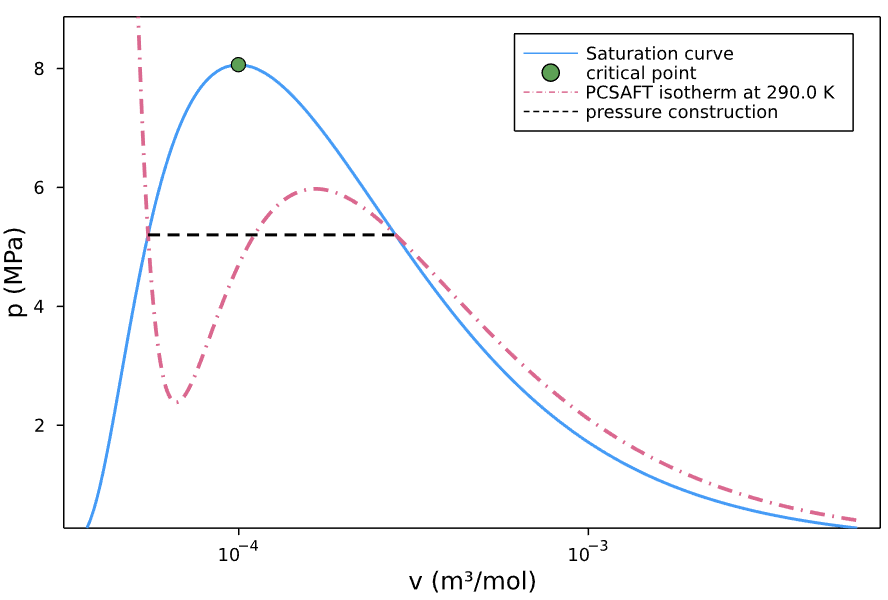 Saturation curve
critical point
PCSAFT isotherm at 290.0 K
pressure construction
8
6
4
2
p (MPa)
10⁻⁴ 10⁻³
v (m³/mol)